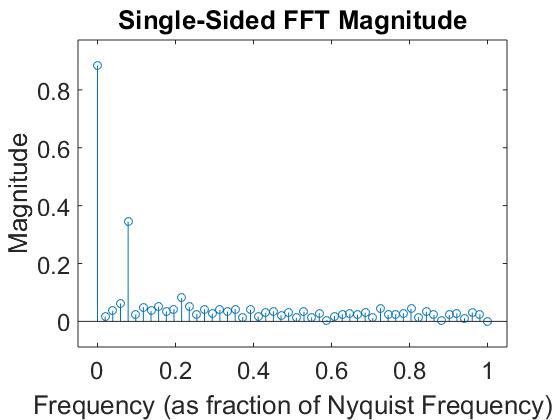 Single-Sided FFT Magnitude
Magnitude
0.8
0.6
0.4
0.2
0
0 0.2 0.4 0.6 0.8 1
Frequency (as fraction of Nyquist Frequency)